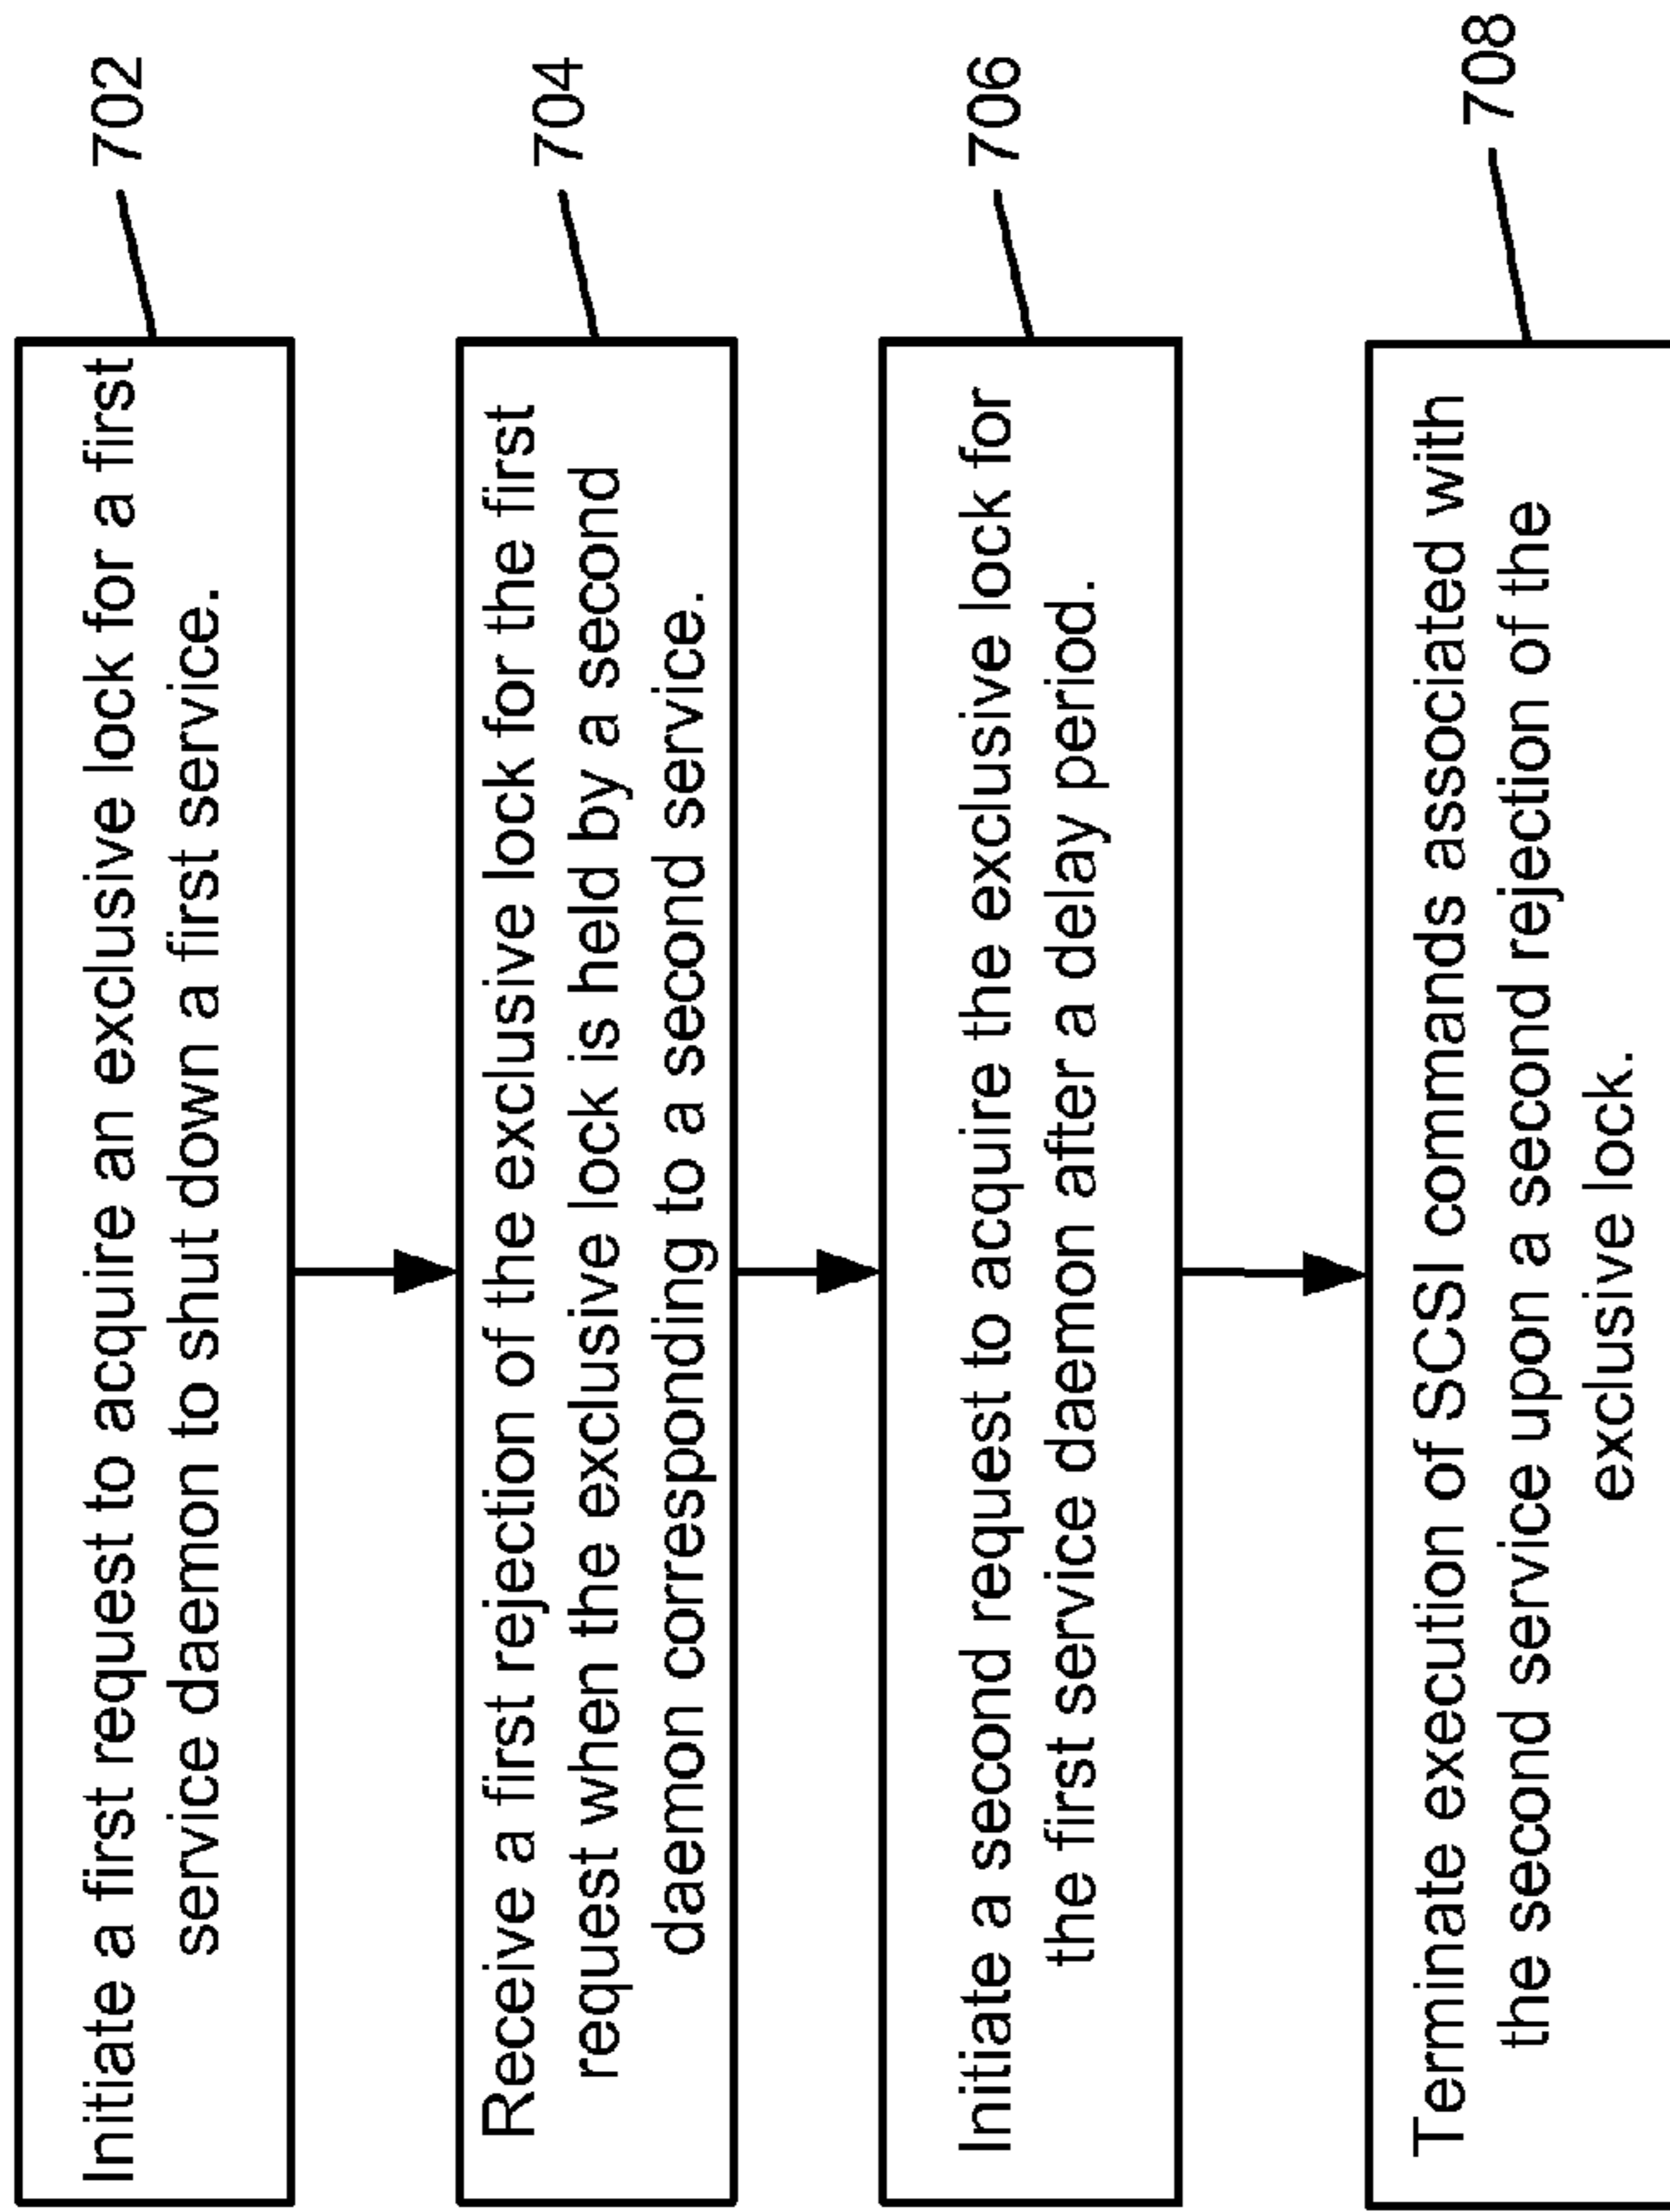 Initiate a first request to acquire an exclusive lock for a first
service daemon to shut down a first service.
702
Receive a first rejection of the exclusive lock for the first
request when the exclusive lock is held by a second
daemon corresponding to a second service.
704
Initiate a second request to acquire the exclusive lock for
the first service daemon after a delay period.
706
Terminate execution of SCSI commands associated with
the second service upon a second rejection of the
exclusive lock.
708